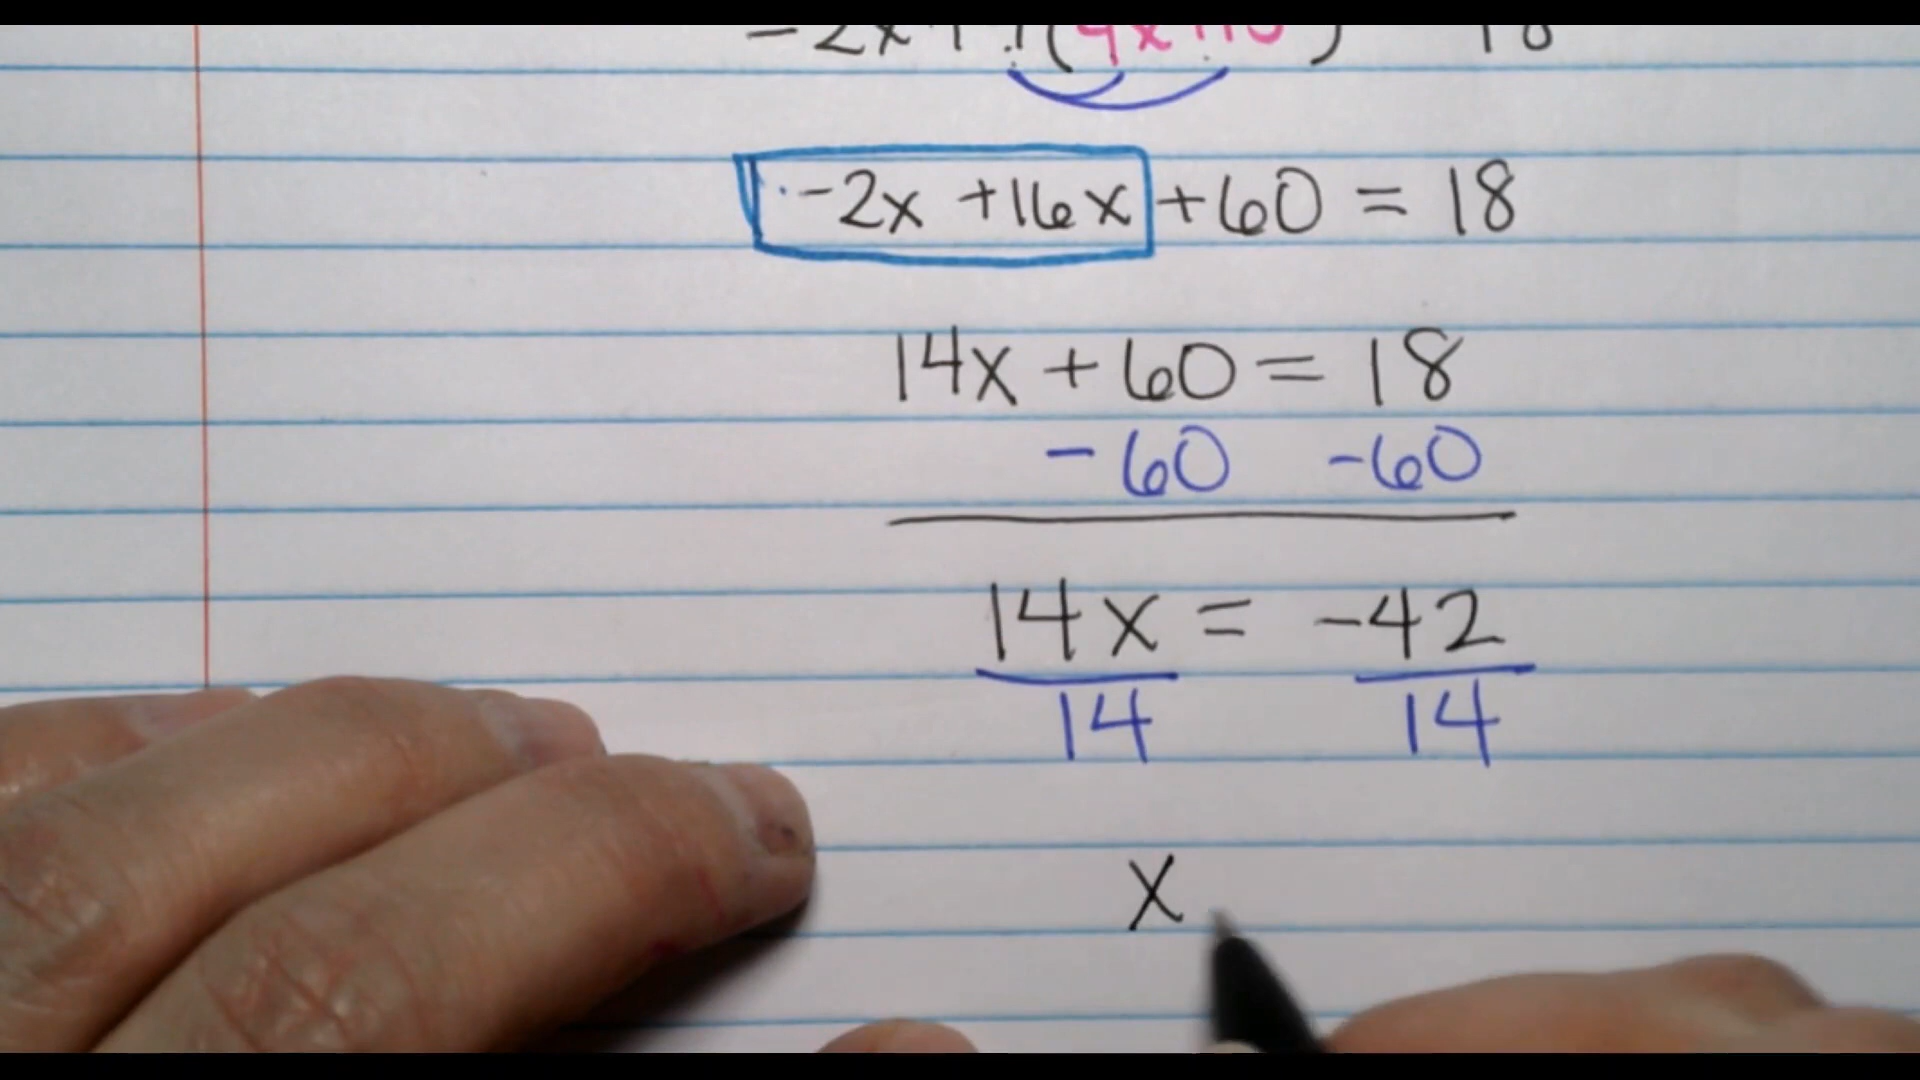 -2x +16x +60 = 18
14x + 60 = 18
- 60 -60
14x = -42
14 14
x